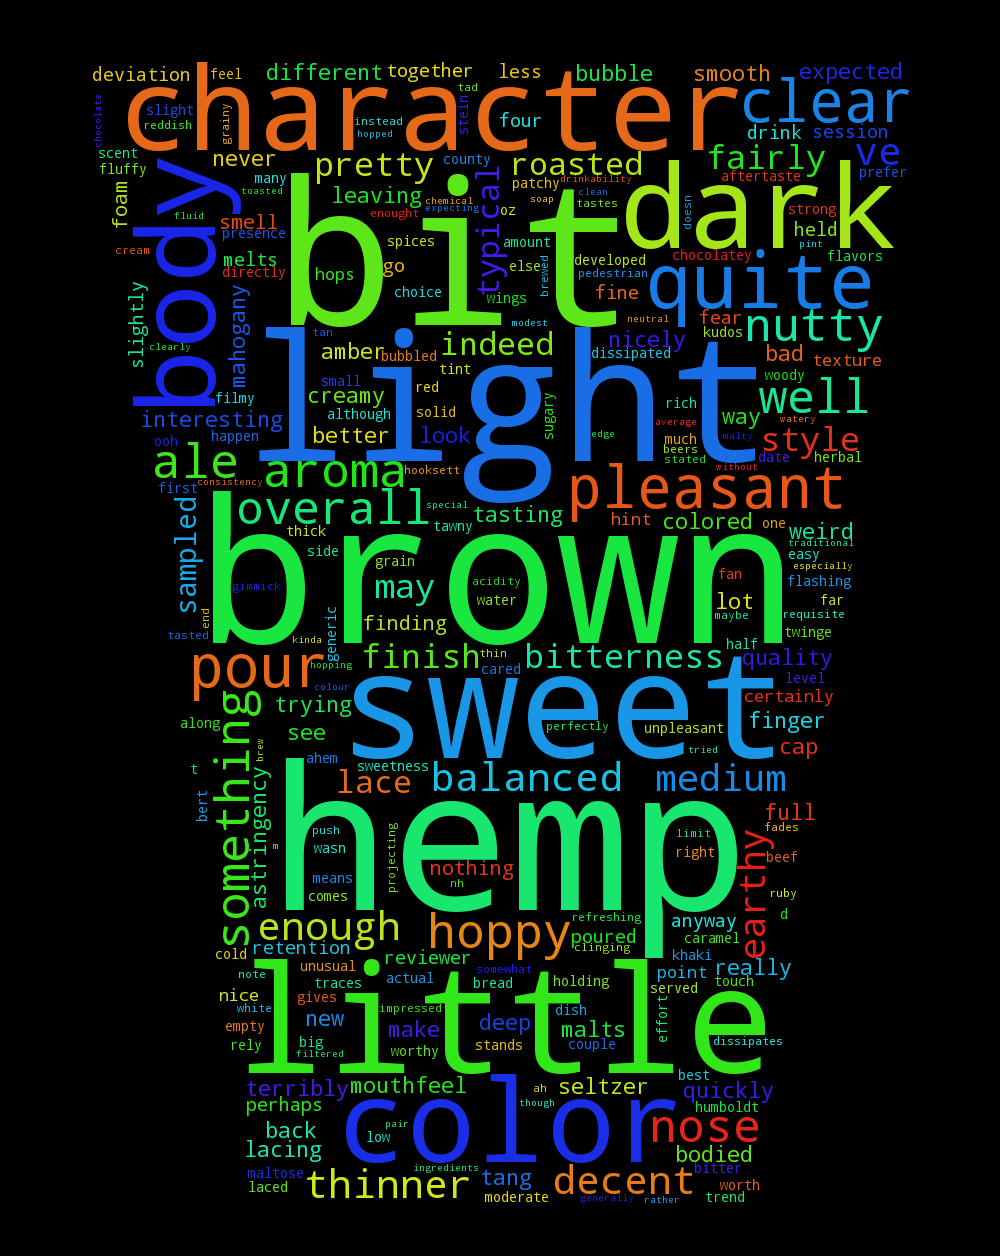 deviation feel different together less bubble smooth expected
chocolate slight character tad clear
reddish grainy instead stein four drink session
hopped
scent never pretty county roasted fairly ve
fluffy many leaving typical patchy drinkability aftertaste prefer
foam body toasted bit chemical soap clean dark
smell fluid enought expecting oz tastes doesn strong
presence spices amount held pint
cream melts hops go else developed chocolatey flavors
directly choice wings brewed pedestrian quite
slightly mahogany fine neutral fear nutty
clearly tan light modest nicely kudos
amber bubbled indeed dissipated bad texture
small tint woody
filmy creamy red sugary rich well
interesting although solid average way watery
happen better look edge much style
ooh beers malty
ale aroma hooksett stated without date herbal
first consistency pleasant
sampled overall special tasting hint colored one weird
thick tawny traditional
side brown easy
grain especially
gimmick may acidity fan flashing
water lot far
end finding maybe requisite
tasted kinda generic twinge
pour hopping finish thin bitterness half quality
colour cared level
something trying sweet certainly
along see perfectly unpleasant finger
brew tried cap
t ahem sweetness
astringency lace balanced medium
bert hemp full
push limit fades
m wasn projecting right earthy beef
means nothing
comes nh ruby
enough hoppy refreshing anyway d
cold retention poured clinging caramel
unusual reviewer khaki
note traces actual somewhat holding point really
nice gives little bread served touch
white new impressed dish effort
empty make deep malts
rely big worthy stands couple dissipates
filtered
terribly mouthfeel ah seltzer best quickly
perhaps color though humboldt
back pair nose
lacing low bodied
maltose ingredients bitter
laced thinner tang decent worth
moderate generally rather trend